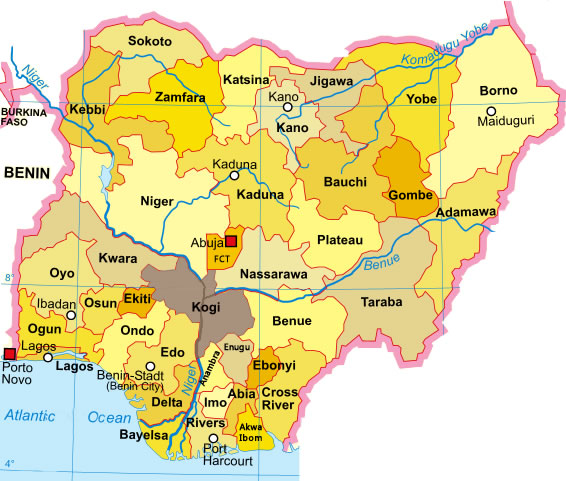 Sokoto
Niger
Komadugu Yobe
Katsina
Jigawa
Zamfara
Kebbi
Kano
Yobe
Borno
BURKINA
FASO
Kano
Maiduguri
BENIN
Kaduna
Bauchi
Niger
Kaduna
Gombe
Adamawa
Abuja
Plateau
FCT
Kwara
Nassarawa
Benue
Oyo
8°
Ekiti
Kogi
Taraba
Ibadan
Osun
Benue
Ogun
Ondo
Lagos
Edo
Enugu
Porto
Novo
Lagos
Benin-Stadt
(Benin City)
Niger
Anambra
Ebonyi
Delta
Imo
Abia
Cross
River
Atlantic Ocean
Bayelsa
Rivers
Akwa
Ibom
Port
Harcourt
4°